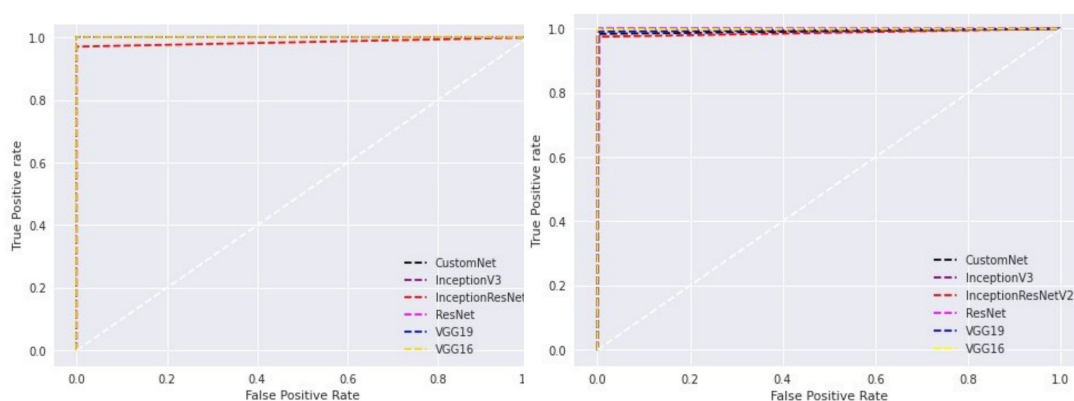 True Positive rate
1.0
0.8
0.6
0.4
0.2
0.0
CustomNet
InceptionV3
InceptionResNet
ResNet
VGG19
VGG16
0.0 0.2 0.4 0.6 0.8 1
False Positive Rate
True Positive rate
1.0
0.8
0.6
0.4
0.2
0.0
CustomNet
InceptionV3
InceptionResNetV2
ResNet
VGG19
VGG16
0.0 0.2 0.4 0.6 0.8 1.0
False Positive Rate